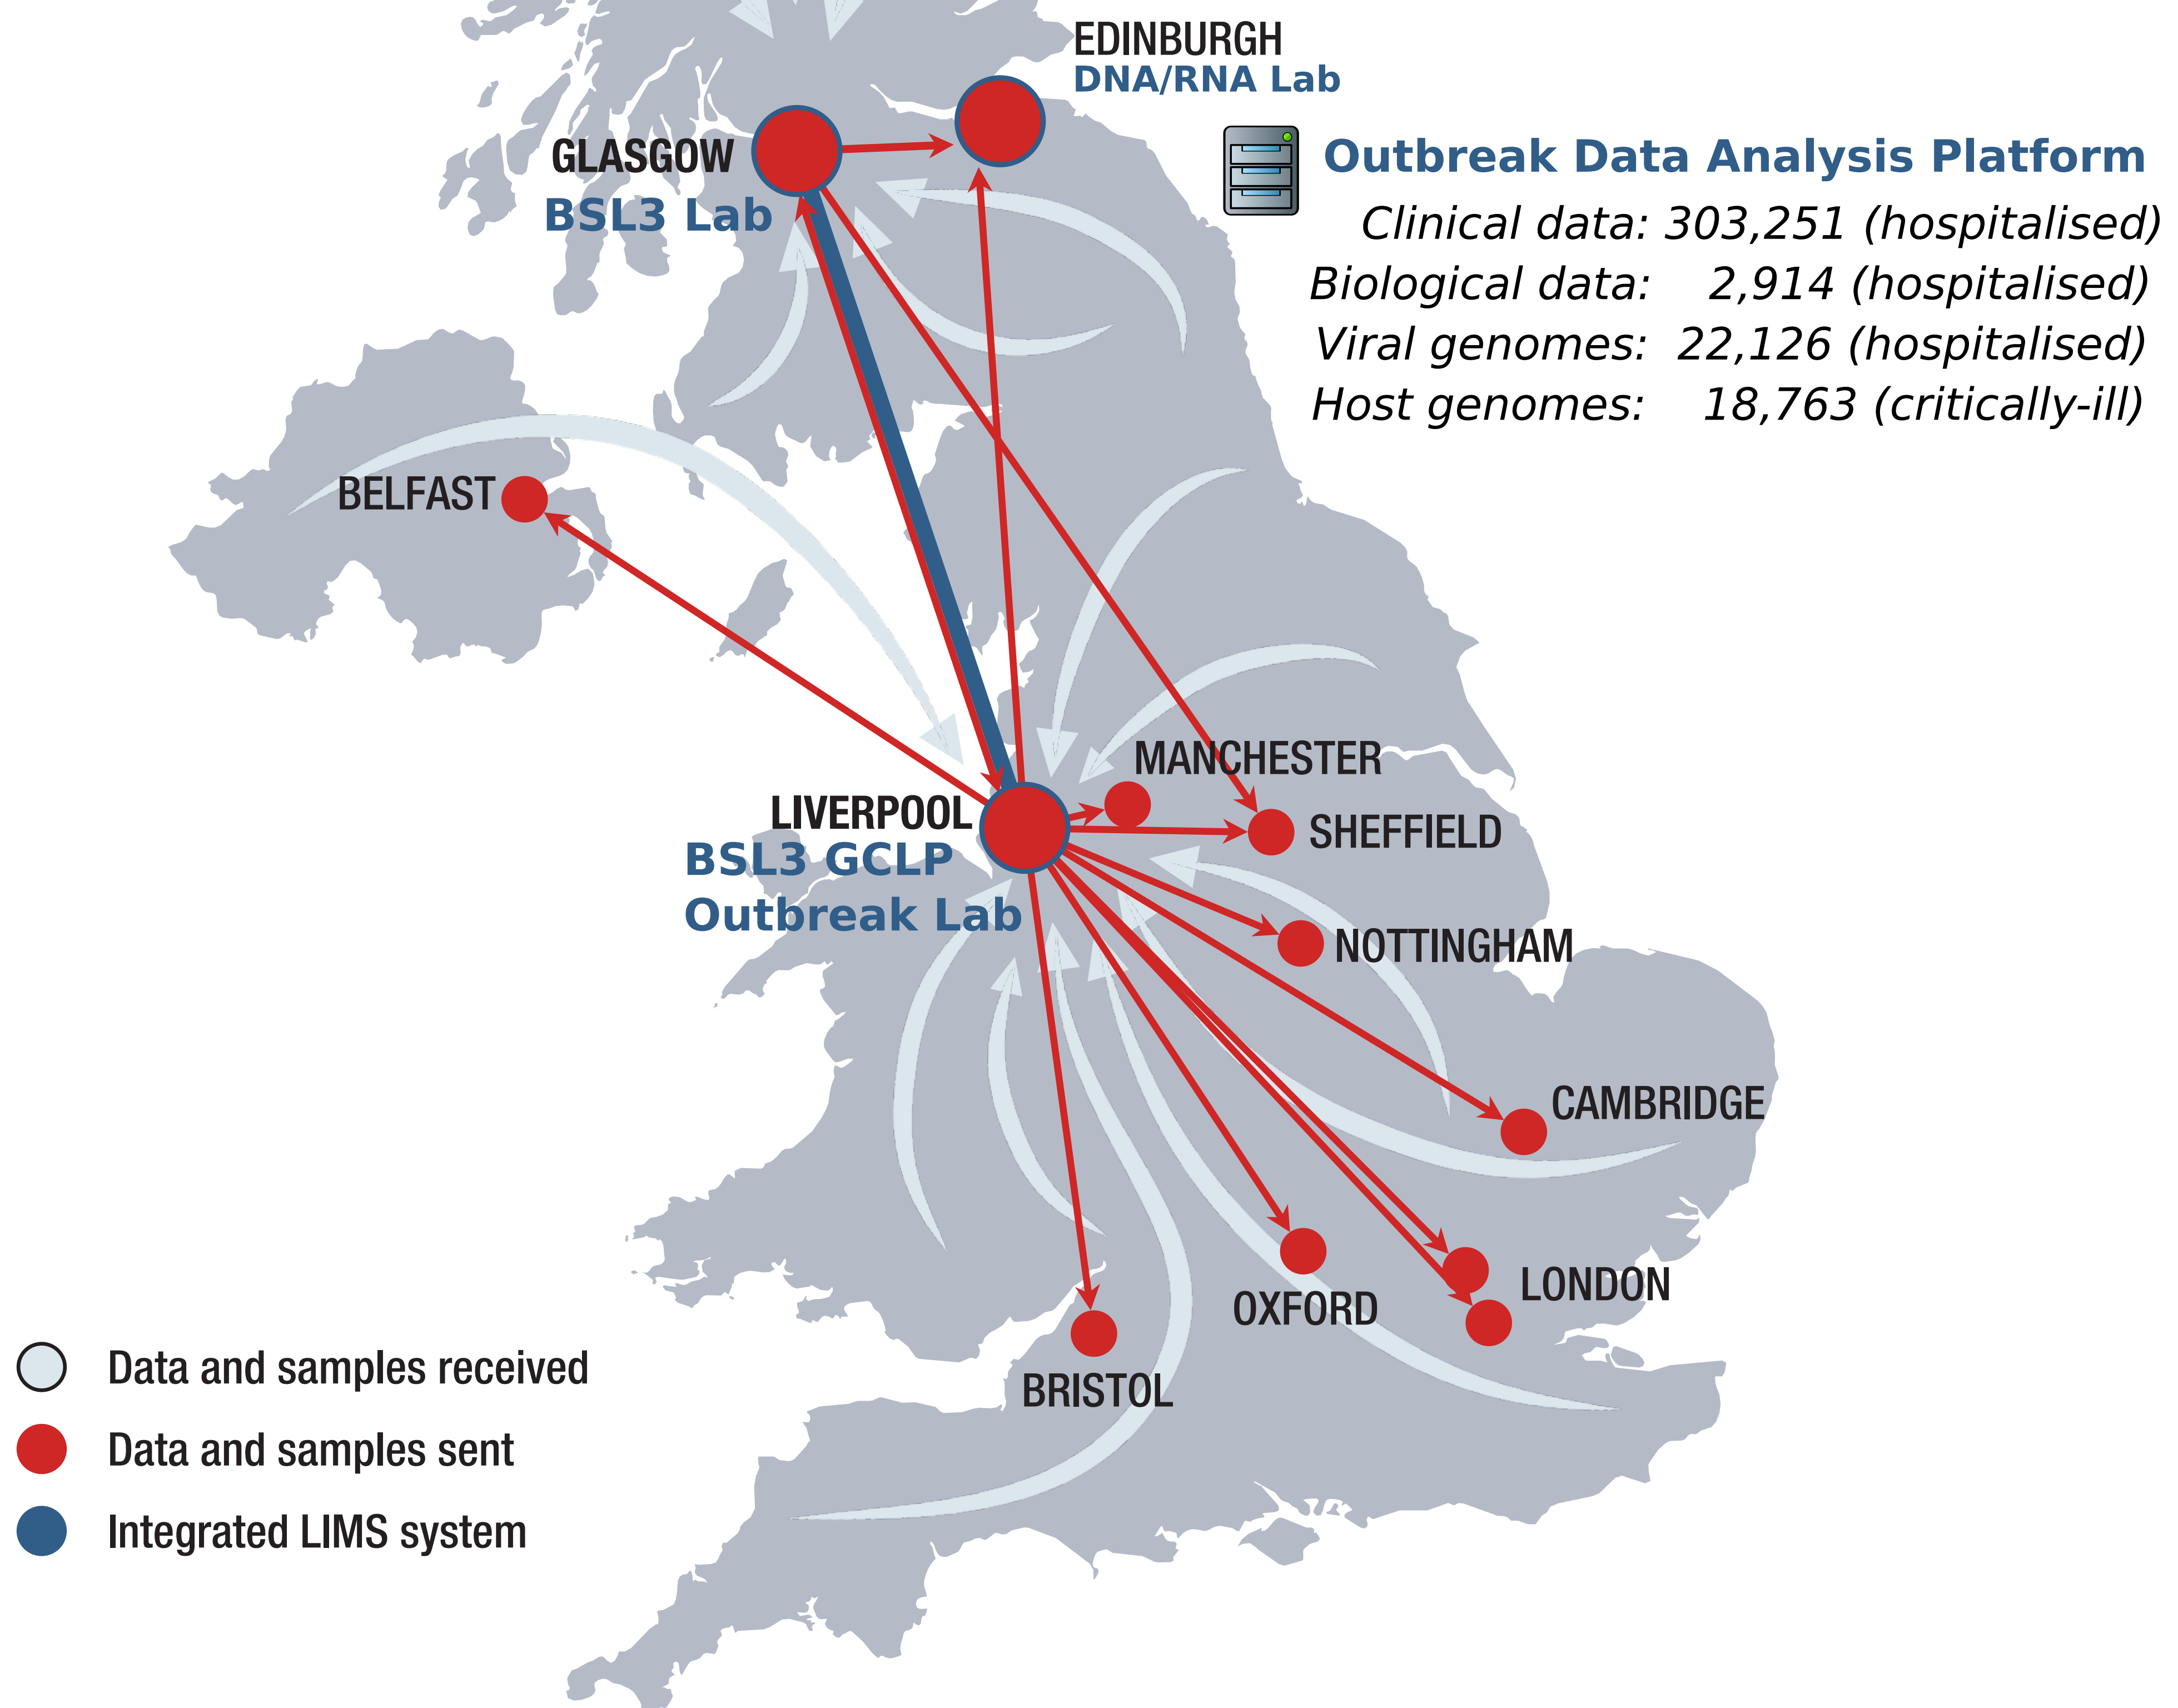 EDINBURGH
DNA/RNA Lab
GLASGOW
BSL3 Lab
Outbreak Data Analysis Platform
Clinical data: 303,251 (hospitalised)
Biological data: 2,914 (hospitalised)
Viral genomes: 22,126 (hospitalised)
Host genomes: 18,763 (critically-ill)
BELFAST
MANCHESTER
LIVERPOOL
BSL3 GCLP
Outbreak Lab
SHEFFIELD
NOTTINGHAM
CAMBRIDGE
LONDON
OXFORD
BRISTOL
Data and samples received
Data and samples sent
Integrated LIMS system